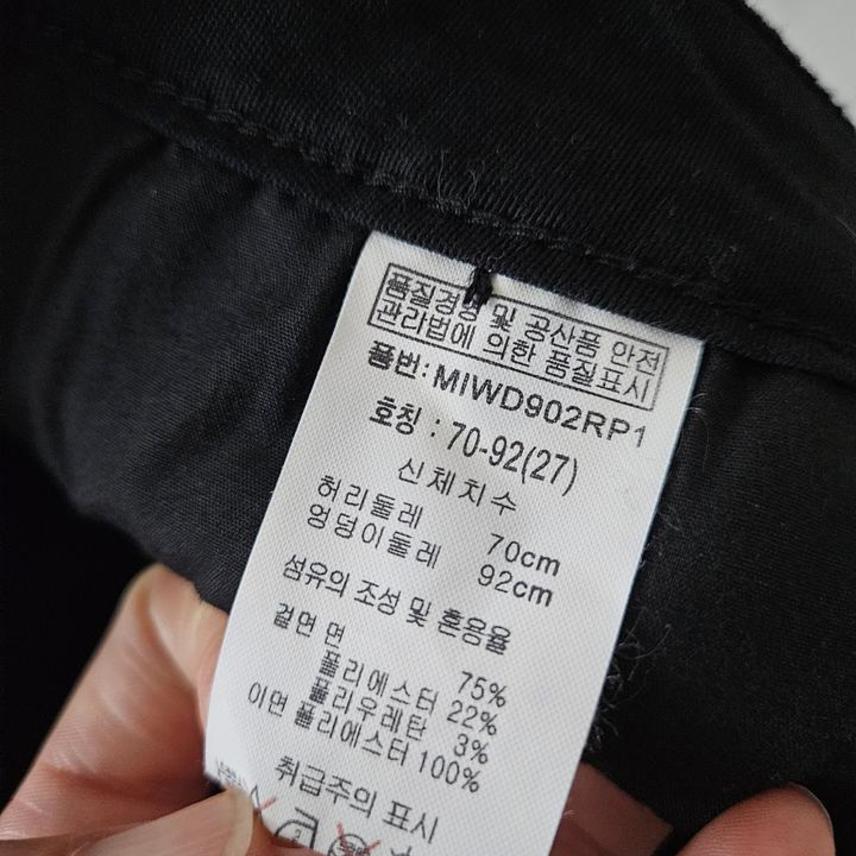 품질경영 및 공산품 안전
관라법에 의한 품질표시
품번: MIWD902RP1
호칭 : 70-92(27)
신체치수
허리둘레 70cm
엉덩이둘레 92cm
섬유의 조성 및 혼용율
겉면 면 75%
폴리에스터 22%
폴리우레탄 3%
이면 폴리에스터 100%
취급주의 표시